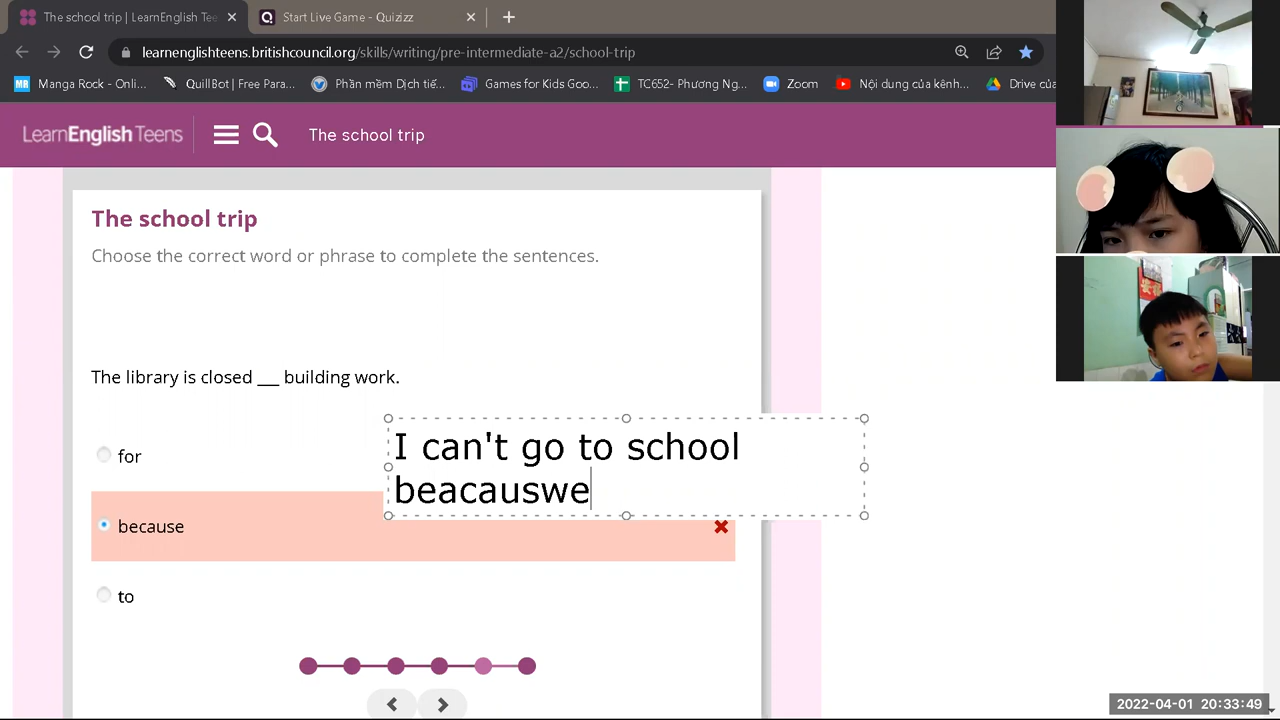 The school trip | LearnEnglish Tee
Start Live Game - Quizizz
learnenglishteens.britishcouncil.org/skills/writing/pre-intermediate-a2/school-trip
MR Manga Rock - Onli...
QuillBot | Free Para...
Phần mềm Dịch tiế...
Games for Kids Goo...
TC652- Phương Ng...
Zoom
Nội dung của kênh...
Drive củа
LearnEnglish Teens
The school trip
The school trip
Choose the correct word or phrase to complete the sentences.
The library is closed ___ building work.
I can't go to school
beacauswe
for
because
to
2022-04-01 20:33:49